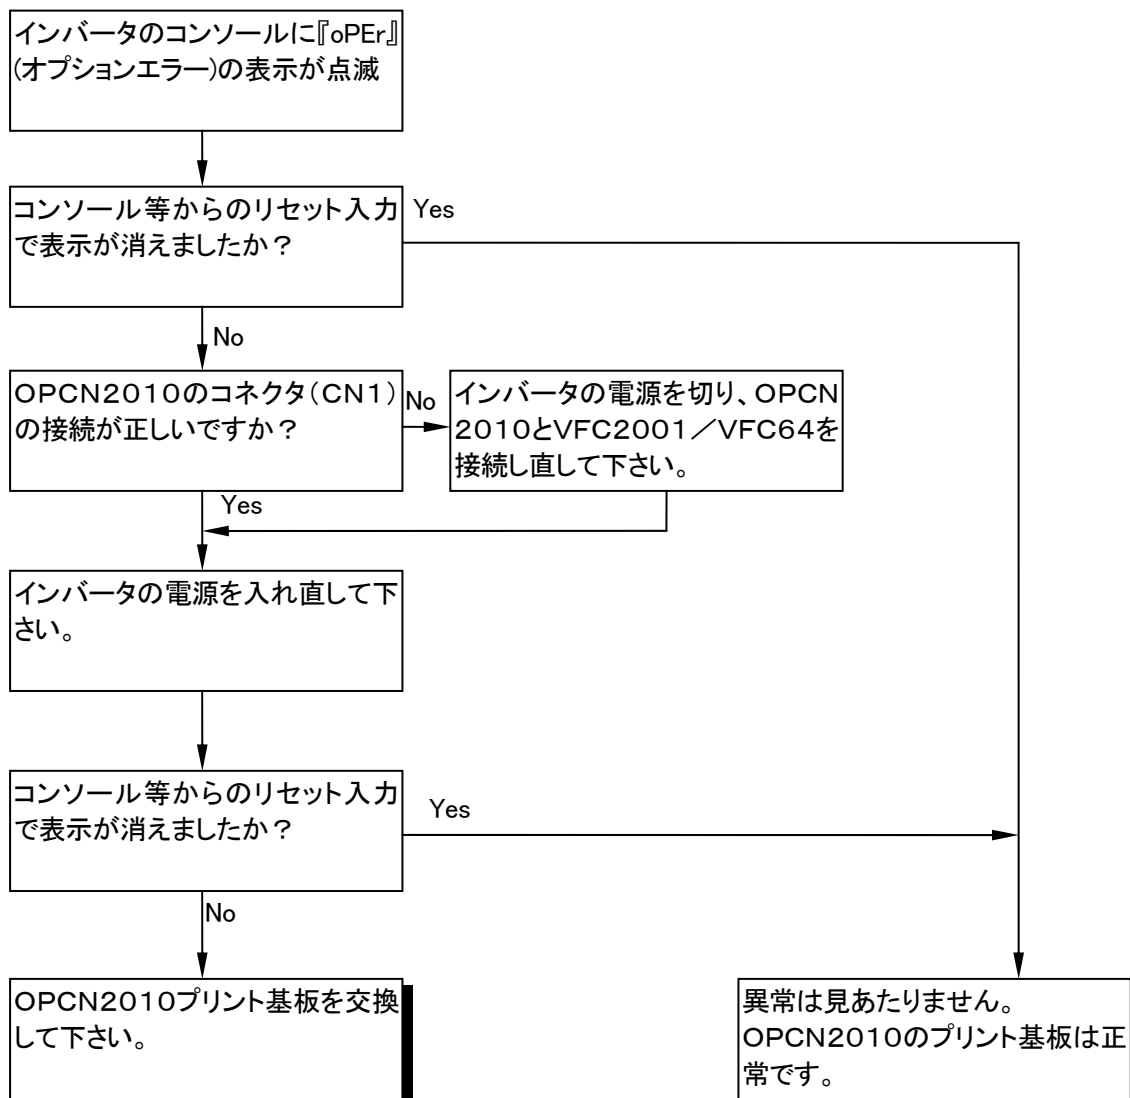 インバータのコンソールに『oPEr』
(オプションエラー)の表示が点滅
コンソール等からのリセット入力
で表示が消えましたか？
Yes
No
OPCN2010のコネクタ(CN1)
の接続が正しいですか？
No
インバータの電源を切り、OPCN
2010とVFC2001／VFC64を
接続し直して下さい。
Yes
インバータの電源を入れ直して下
さい。
コンソール等からのリセット入力
で表示が消えましたか？
Yes
No
OPCN2010プリント基板を交換
して下さい。
異常は見あたりません。
OPCN2010のプリント基板は正
常です。